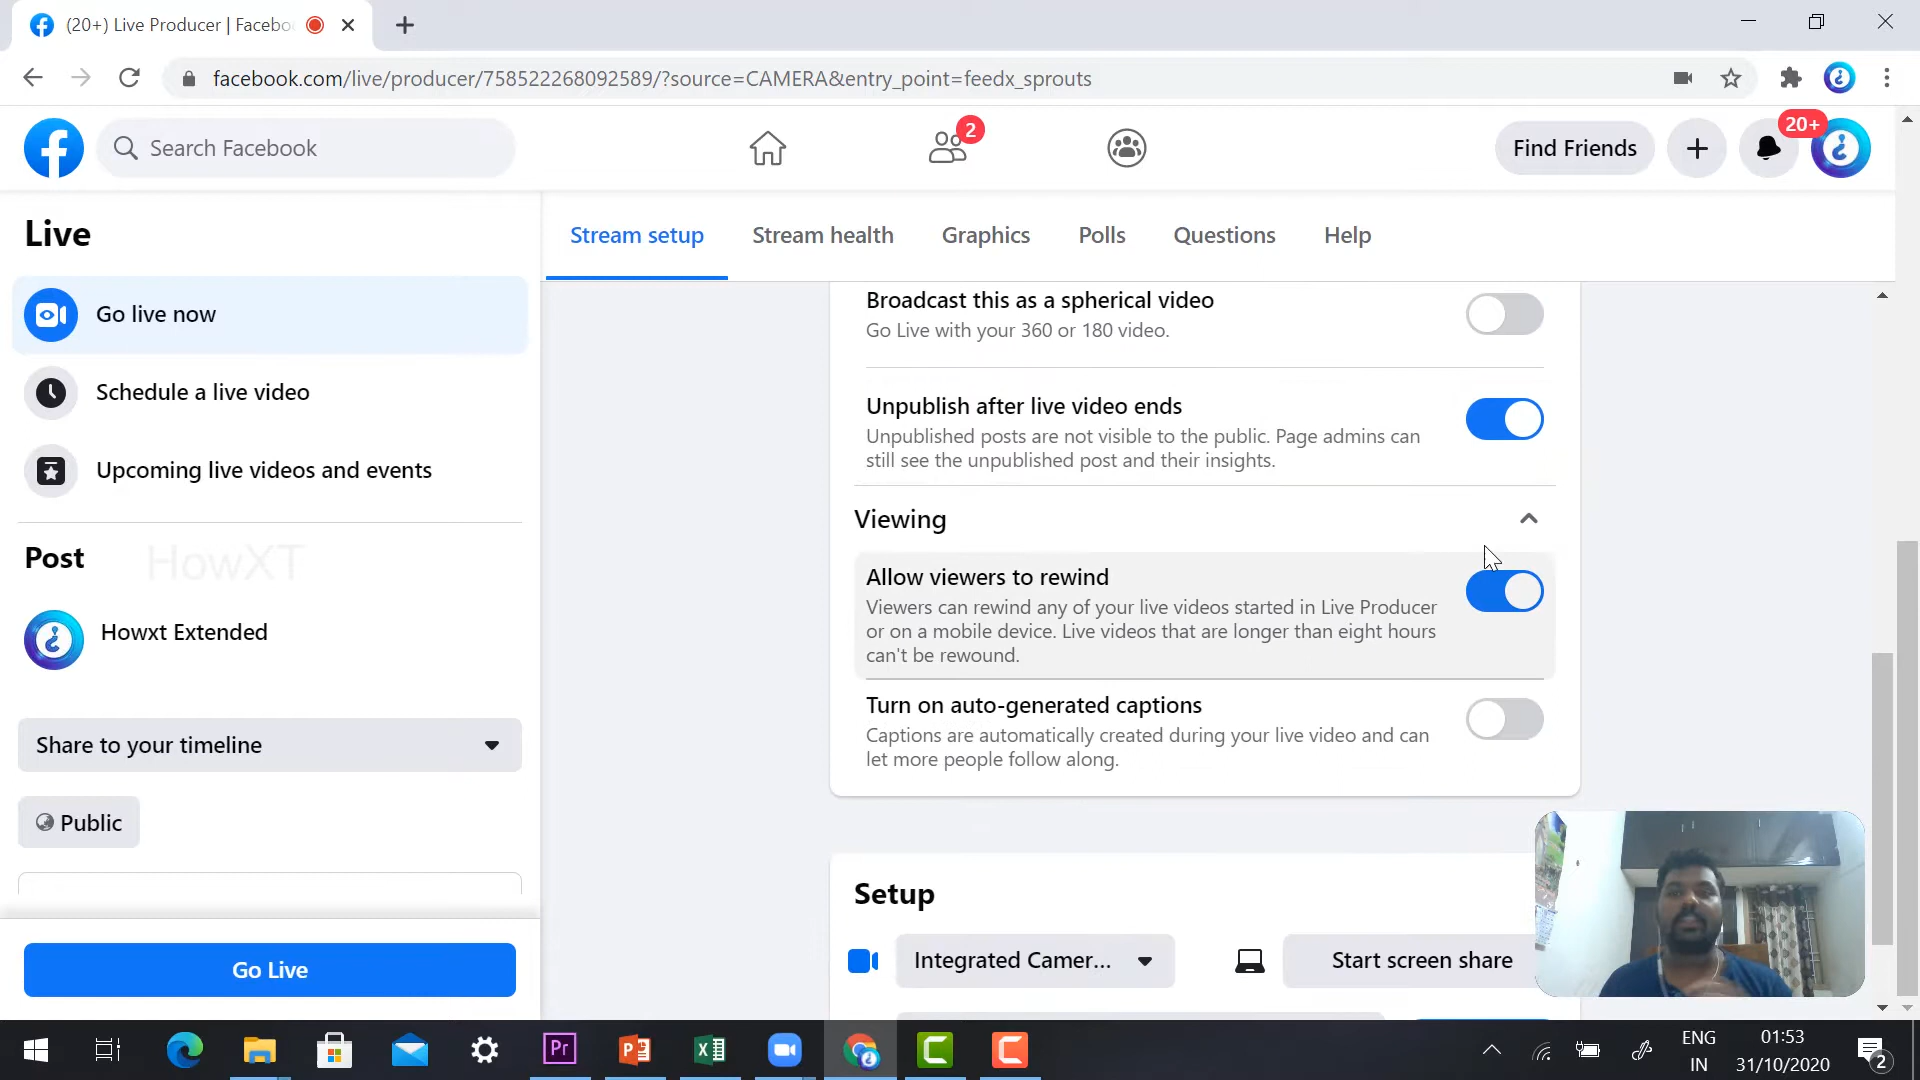 (20+) Live Producer | Facebo
facebook.com/live/producer/758522268092589/?source=CAMERA&entry_point=feedx_sprouts
Search Facebook
2
Find Friends
20+
Live
Go live now
Schedule a live video
Upcoming live videos and events
Post
HowXT
Howxt Extended
Share to your timeline
Public
Go Live
Stream setup
Stream health
Graphics
Polls
Questions
Help
Broadcast this as a spherical video
Go Live with your 360 or 180 video.
Unpublish after live video ends
Unpublished posts are not visible to the public. Page admins can
still see the unpublished post and their insights.
Viewing
Allow viewers to rewind
Viewers can rewind any of your live videos started in Live Producer
or on a mobile device. Live videos that are longer than eight hours
can't be rewound.
Turn on auto-generated captions
Captions are automatically created during your live video and can
let more people follow along.
Setup
Integrated Camer...
Start screen share
Pr
ENG
IN
01:53
31/10/2020
2